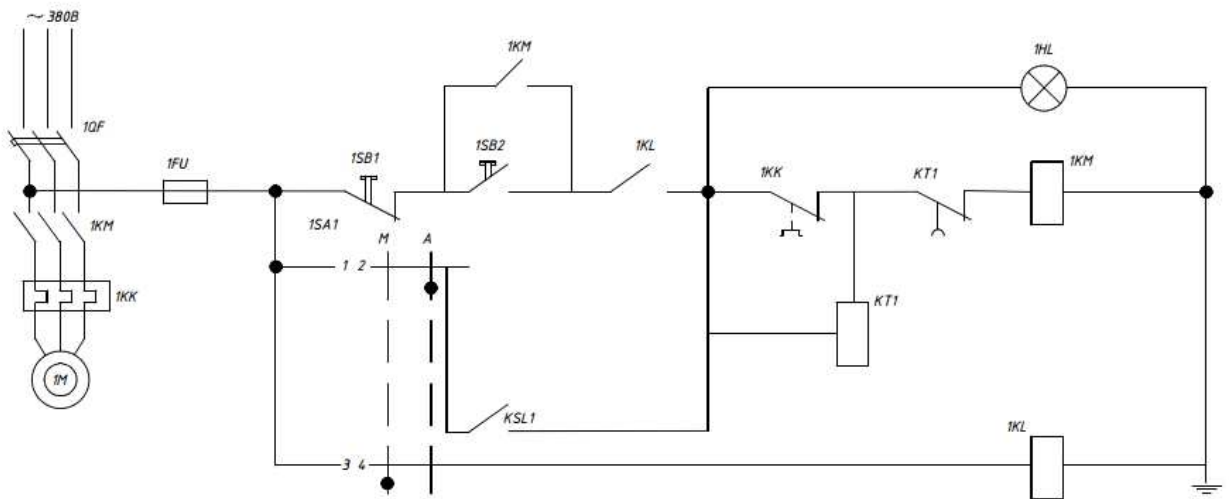 ~ 380В
1QF
1FU
1SB1
1SA1
1KM
1SB2
1KL
1HL
1KK
KT1
1KM
1KM
M A
1 2
1KK
KT1
1M
KSL1
1KL
3 4